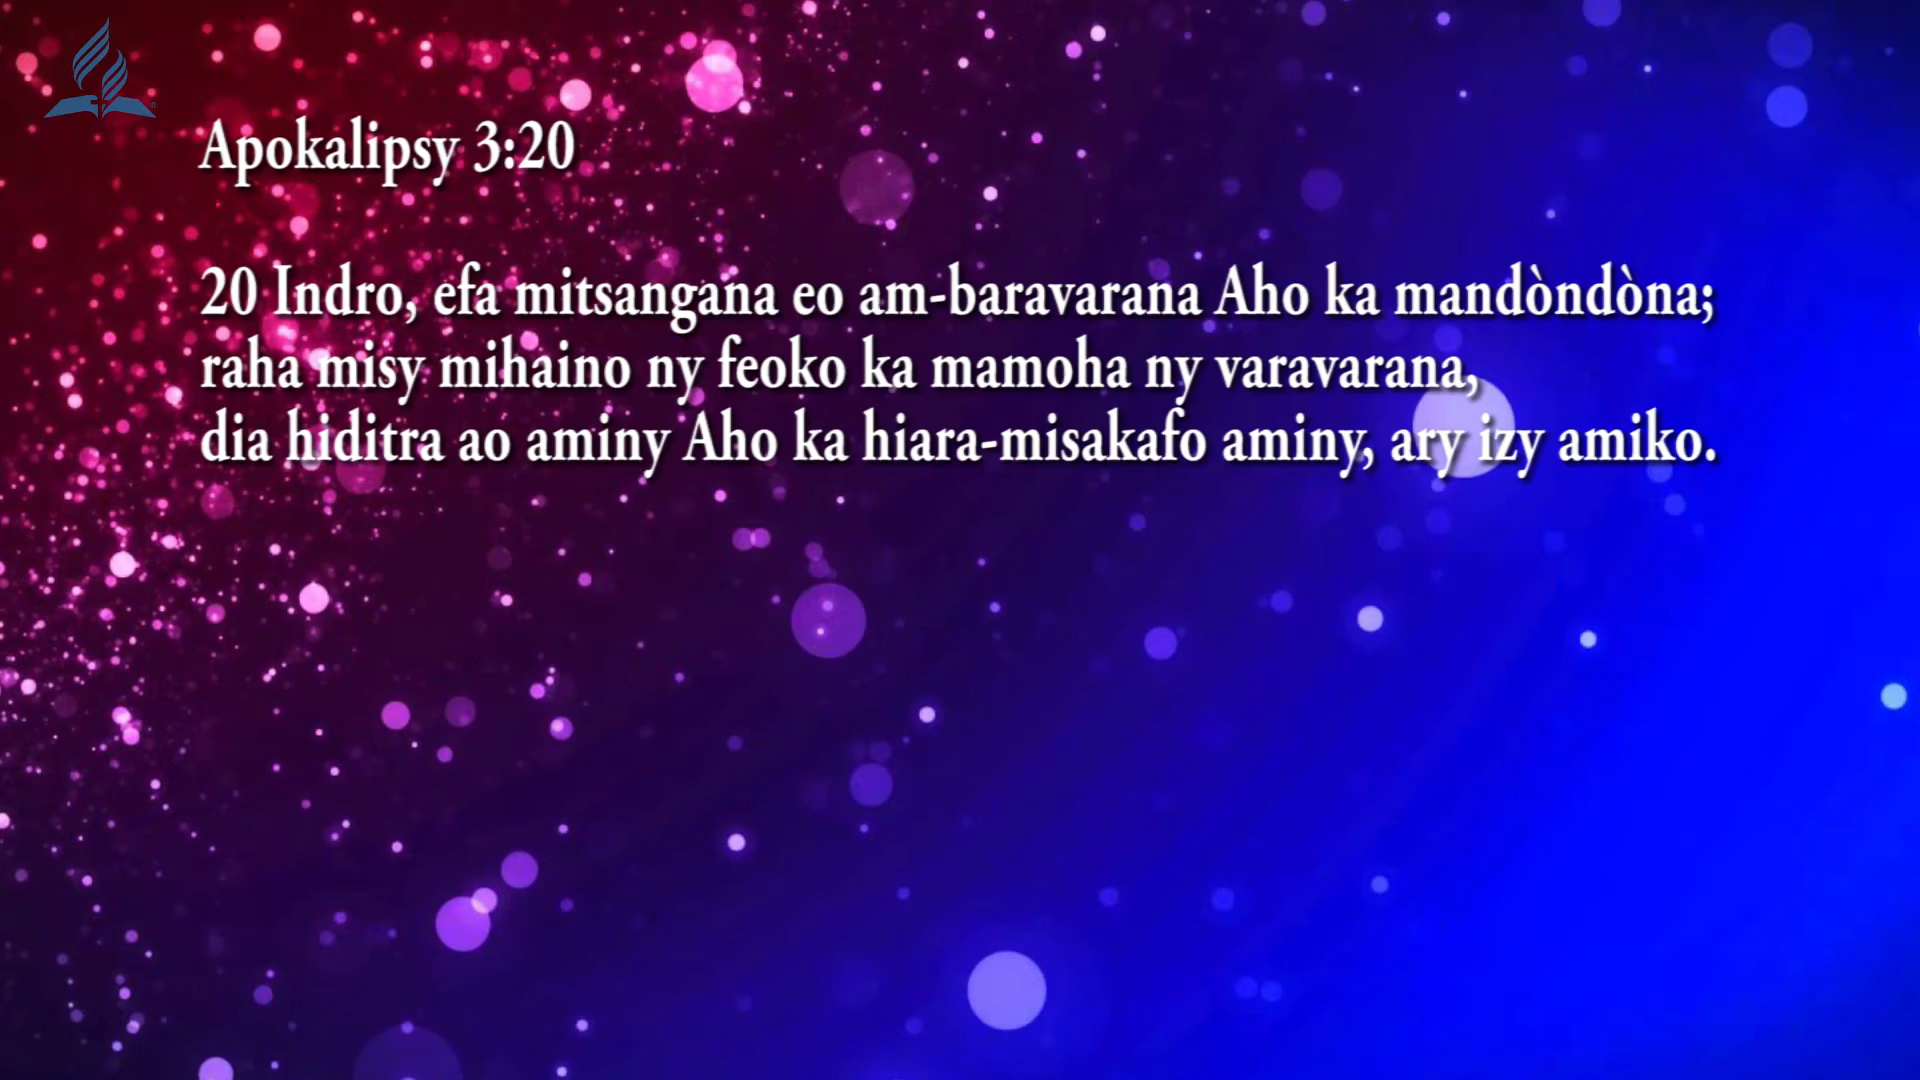 Apokalipsy 3:20
20 Indro, efa mitsangana eo am-baravarana Aho ka mandòndòna;
raha misy mihaino ny feoko ka mamoha ny varavarana,
dia hiditra ao aminy Aho ka hiara-misakafo aminy, ary izy amiko.